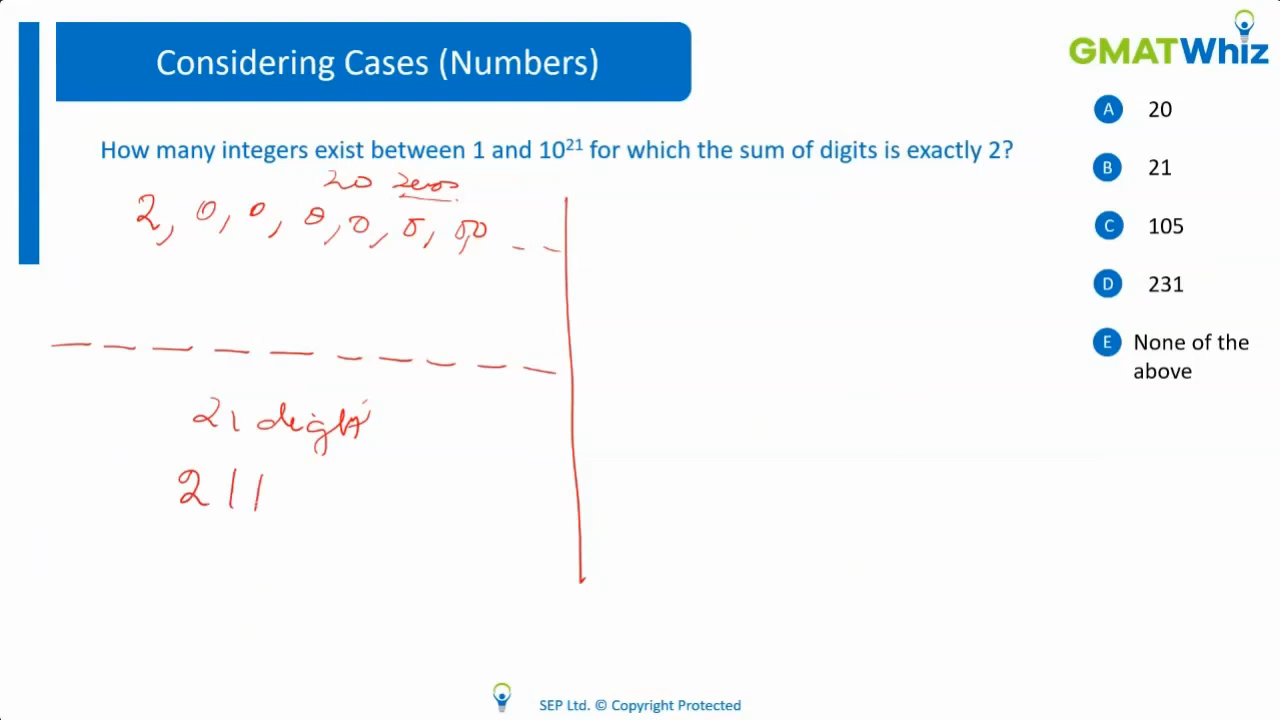 Considering Cases (Numbers)
GMATWhiz
How many integers exist between 1 and 10²¹ for which the sum of digits is exactly 2?
A 20
B 21
C 105
D 231
E None of the
above
20 zeros
2, 0, 0, 0, 0, 0, 0, 0 _ _
_ _ _ _ _ _ _ _ _ _
21 digits
2 | |
SEP Ltd. © Copyright Protected